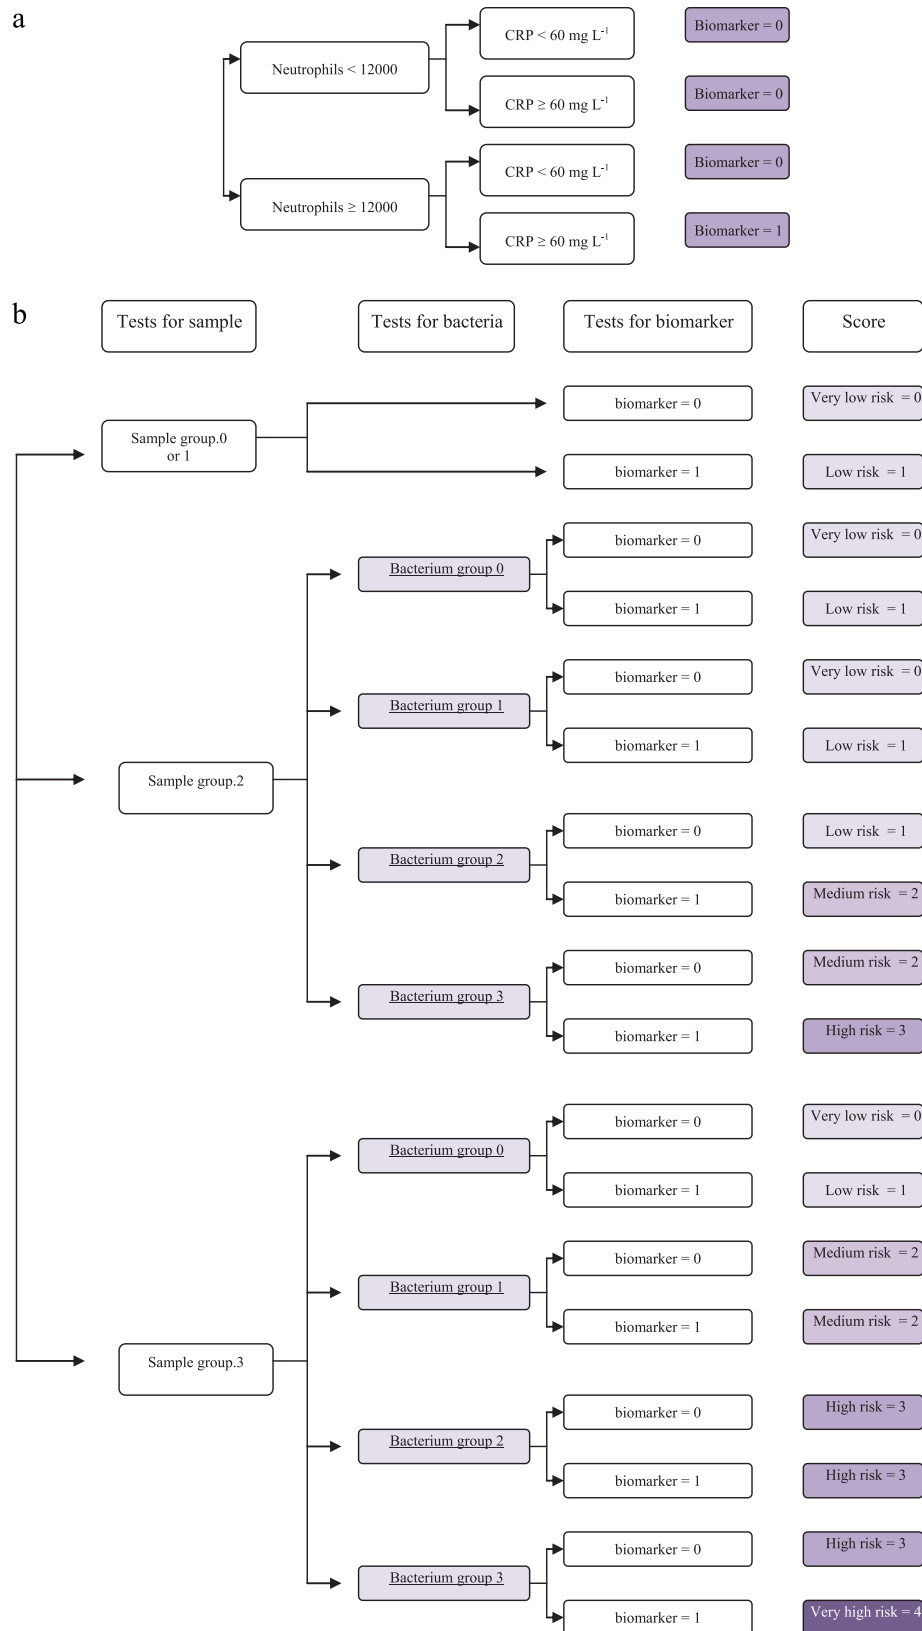 a
Neutrophils < 12000
CRP < 60 mg L⁻¹
Biomarker = 0
CRP ≥ 60 mg L⁻¹
Biomarker = 0
Neutrophils ≥ 12000
CRP < 60 mg L⁻¹
Biomarker = 0
CRP ≥ 60 mg L⁻¹
Biomarker = 1
b
Tests for sample
Tests for bacteria
Tests for biomarker
Score
Sample group.0
or 1
biomarker = 0
Very low risk = 0
biomarker = 1
Low risk = 1
Sample group.2
Bacterium group 0
biomarker = 0
Very low risk = 0
biomarker = 1
Low risk = 1
Bacterium group 1
biomarker = 0
Very low risk = 0
biomarker = 1
Low risk = 1
Bacterium group 2
biomarker = 0
Low risk = 1
biomarker = 1
Medium risk = 2
Bacterium group 3
biomarker = 0
Medium risk = 2
biomarker = 1
High risk = 3
Sample group.3
Bacterium group 0
biomarker = 0
Very low risk = 0
biomarker = 1
Low risk = 1
Bacterium group 1
biomarker = 0
Medium risk = 2
biomarker = 1
Medium risk = 2
Bacterium group 2
biomarker = 0
High risk = 3
biomarker = 1
High risk = 3
Bacterium group 3
biomarker = 0
High risk = 3
biomarker = 1
Very high risk = 4